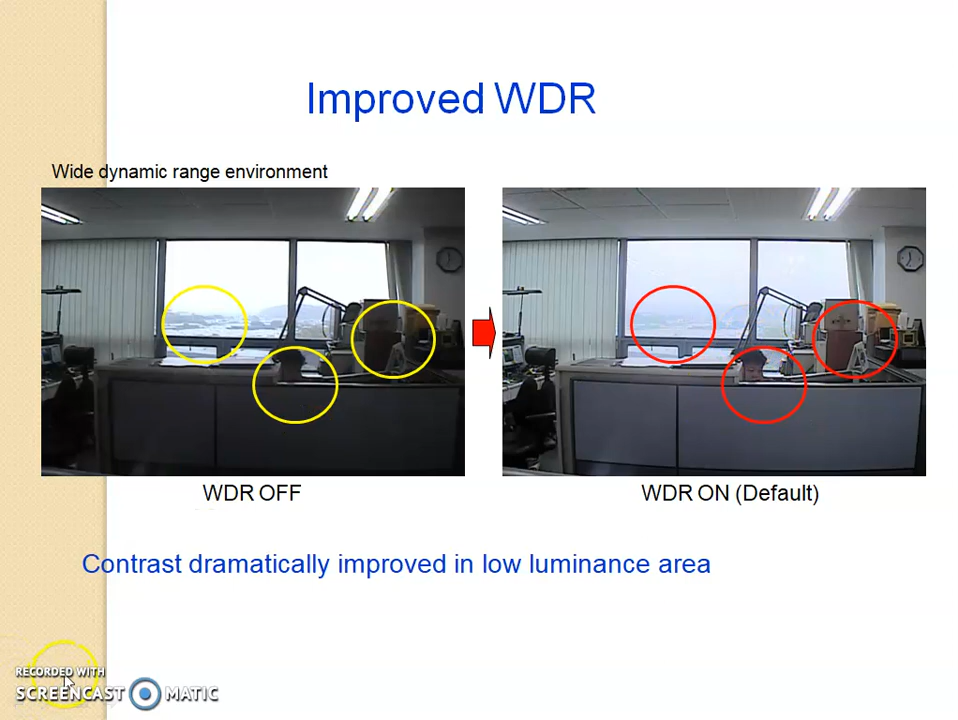 Improved WDR
Wide dynamic range environment
WDR OFF
WDR ON (Default)
Contrast dramatically improved in low luminance area
RECORDED WITH
SCREENCAST MATIC